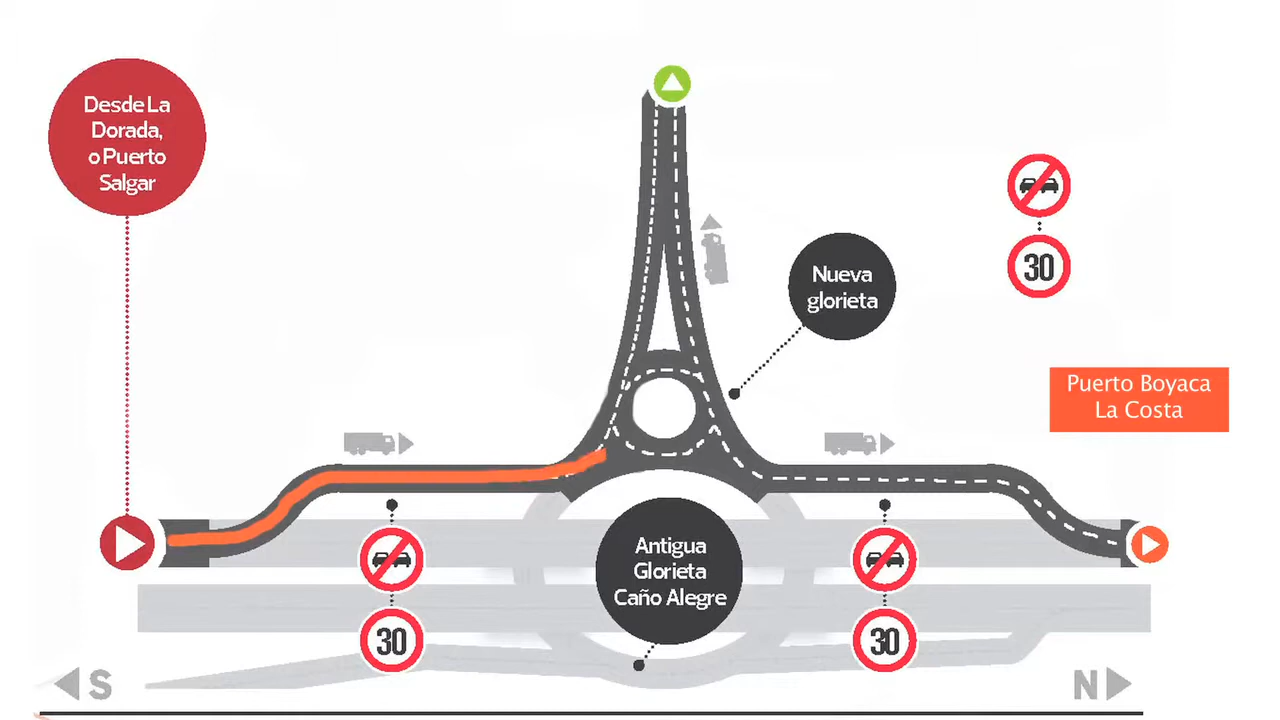 Desde La
Dorada,
o Puerto
Salgar
Nueva
glorieta
30
Puerto Boyaca
La Costa
Antigua
Glorieta
Caño Alegre
30
30
S
N